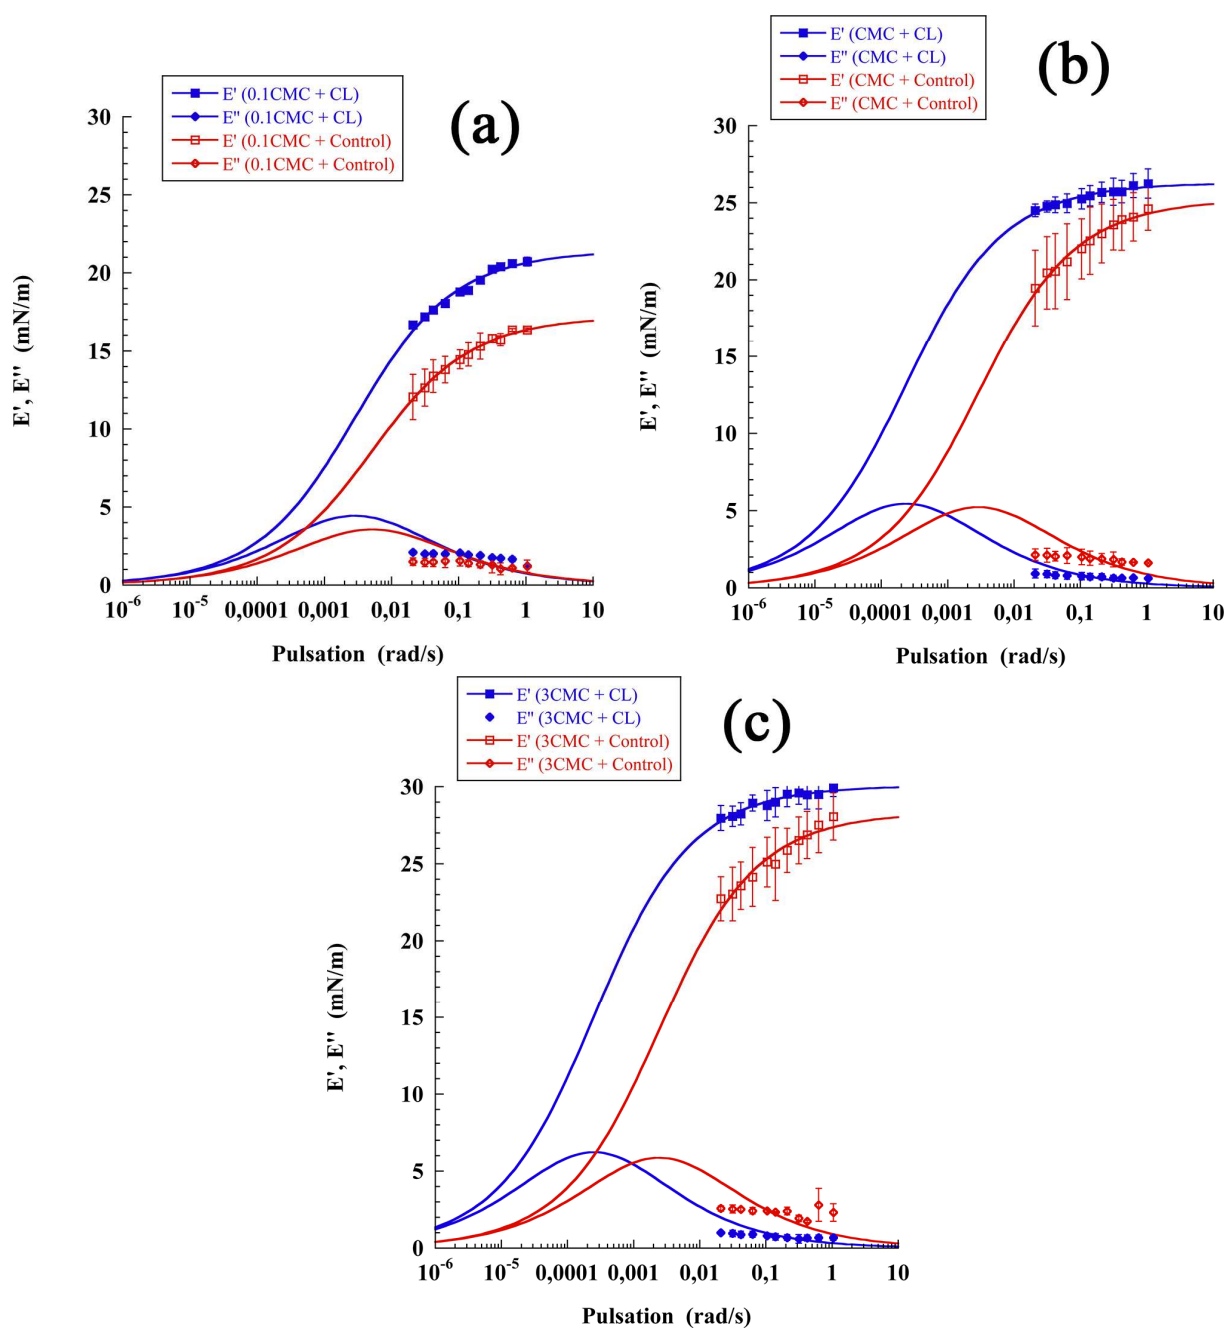 E' (0.1CMC + CL)
E'' (0.1CMC + CL)
E' (0.1CMC + Control)
E'' (0.1CMC + Control)
(a)
30
25
20
15
10
5
0
E', E'' (mN/m)
10-6 10-5 0,0001 0,001 0,01 0,1 1 10
Pulsation (rad/s)
E' (CMC + CL)
E'' (CMC + CL)
E' (CMC + Control)
E'' (CMC + Control)
(b)
30
25
20
15
10
5
0
E', E'' (mN/m)
10-6 10-5 0,0001 0,001 0,01 0,1 1 10
Pulsation (rad/s)
E' (3CMC + CL)
E'' (3CMC + CL)
E' (3CMC + Control)
E'' (3CMC + Control)
(c)
30
25
20
15
10
5
0
E', E'' (mN/m)
10-6 10-5 0,0001 0,001 0,01 0,1 1 10
Pulsation (rad/s)